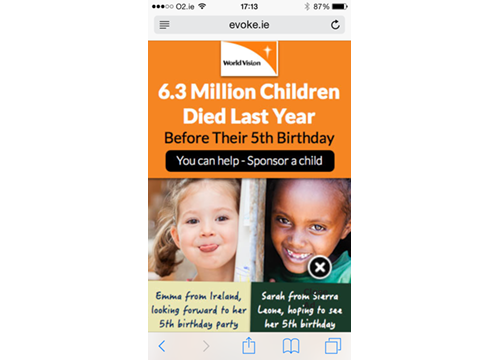 O2.ie 17:13 87%
evoke.ie
World Vision
6.3 Million Children
Died Last Year
Before Their 5th Birthday
You can help - Sponsor a child
Emma from Ireland,
looking forward to her
5th birthday party
Sarah from Sierra
Leone, hoping to see
her 5th birthday